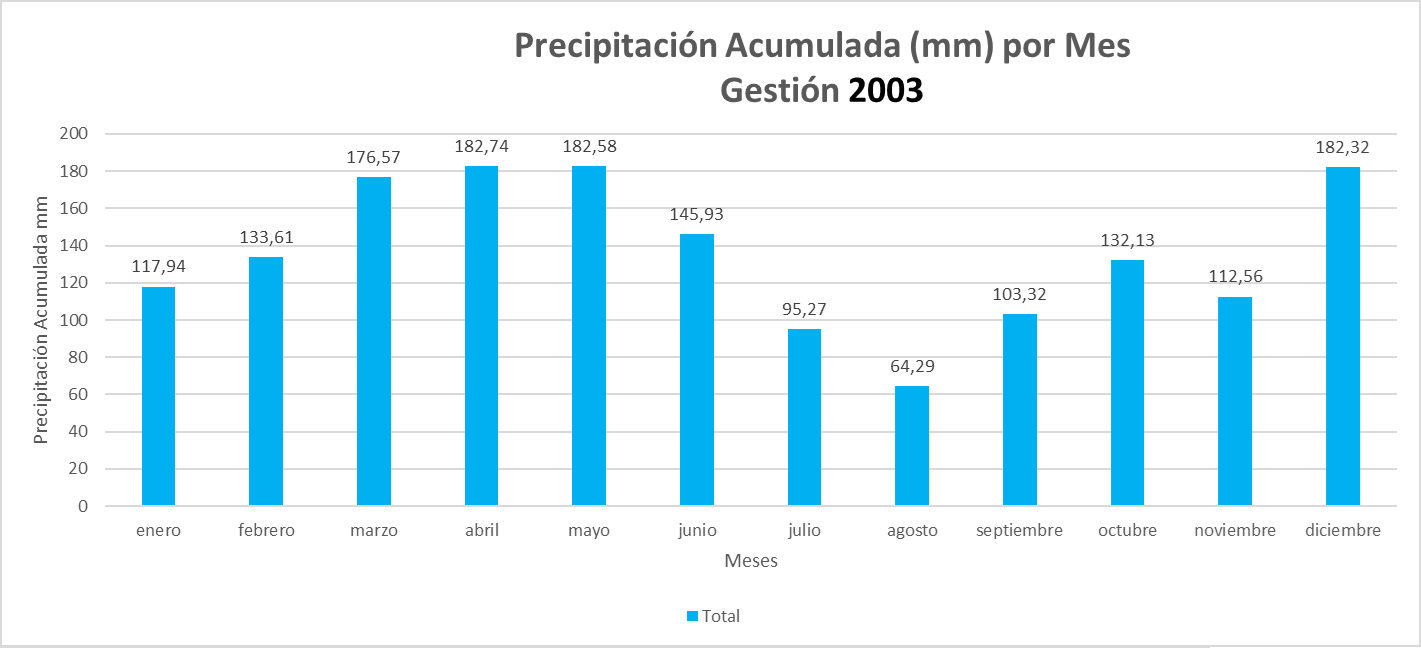 Precipitación Acumulada (mm) por Mes
Gestión 2003
Precipitación Acumulada mm
200
180
160
140
120
100
80
60
40
20
0
117,94
133,61
176,57
182,74
182,58
145,93
95,27
64,29
103,32
132,13
112,56
182,32
enero
febrero
marzo
abril
mayo
junio
julio
agosto
septiembre
octubre
noviembre
diciembre
Meses
Total